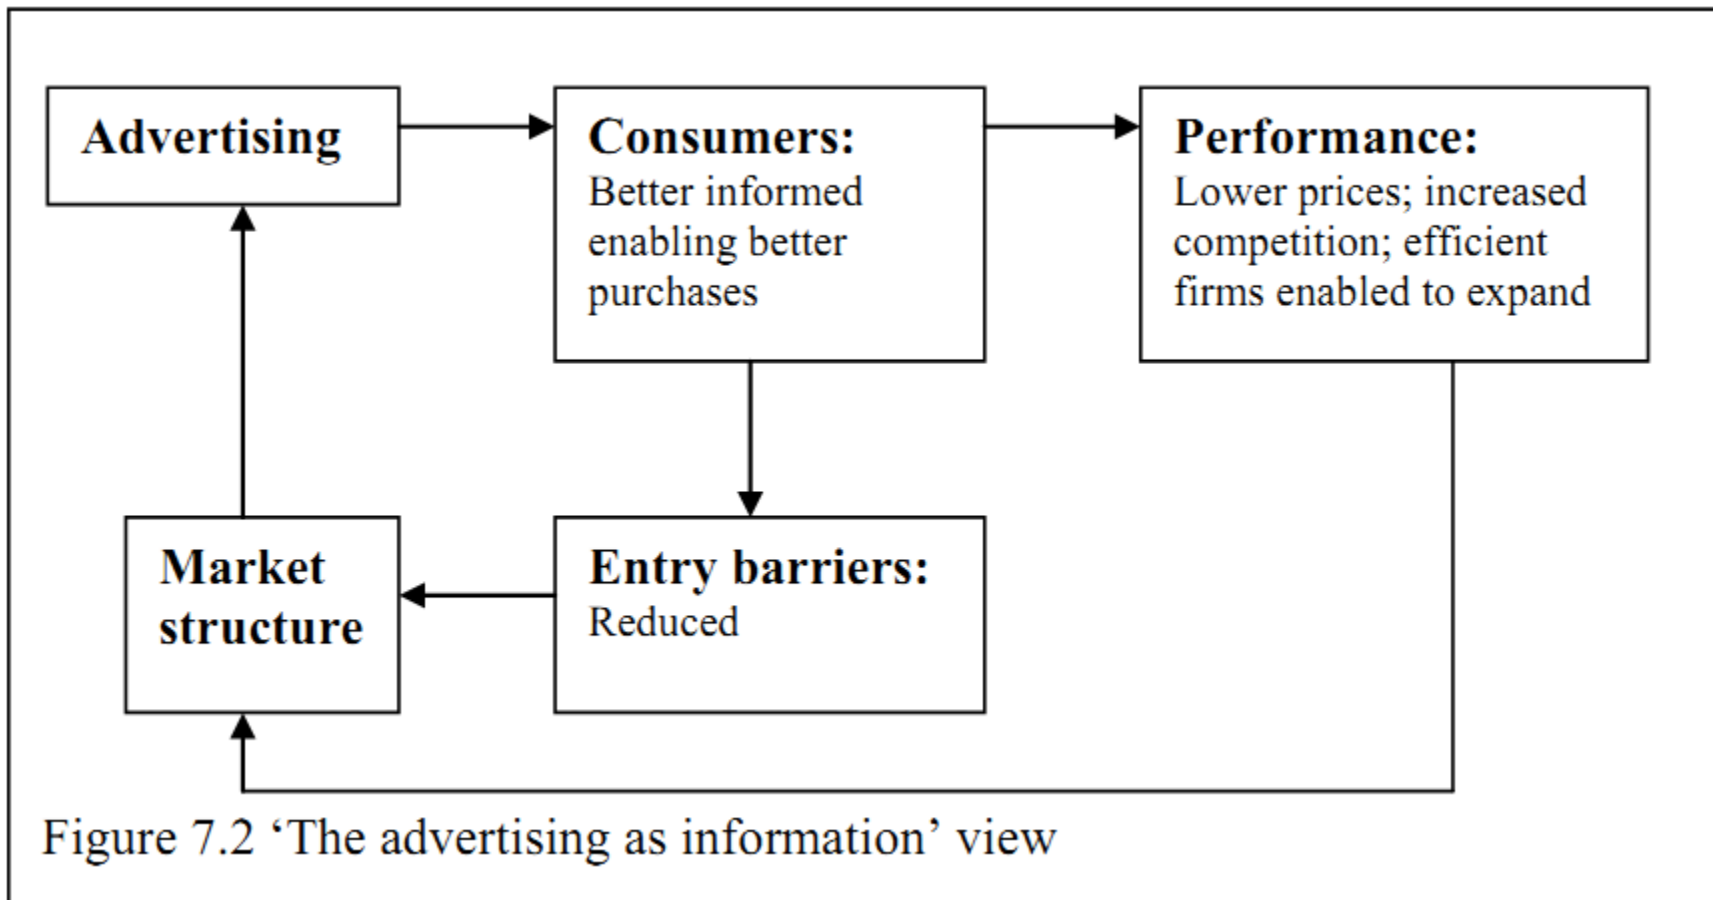 Advertising
Consumers:
Better informed
enabling better
purchases
Performance:
Lower prices; increased
competition; efficient
firms enabled to expand
Market
structure
Entry barriers:
Reduced
Figure 7.2 ‘The advertising as information’ view